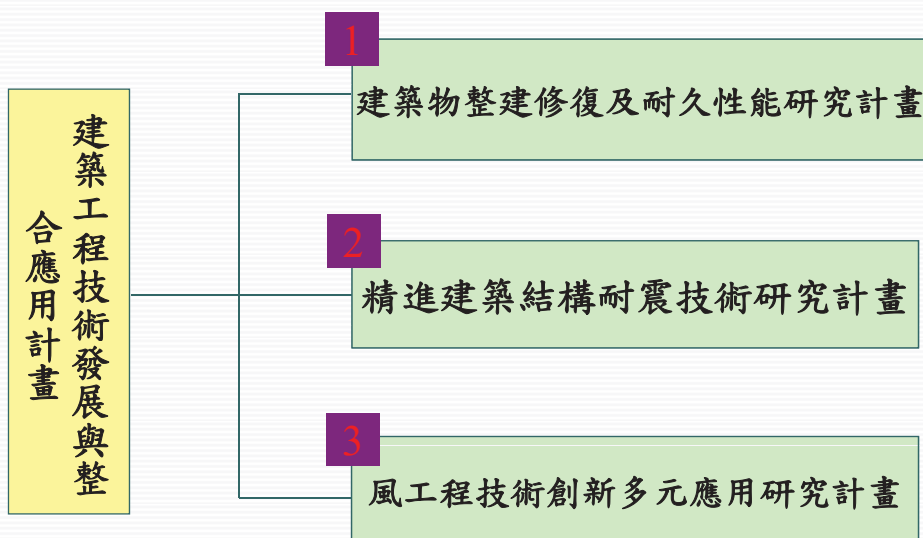 建築工程技術發展與整
合應用計畫
1
建築物整建修復及耐久性能研究計畫
2
精進建築結構耐震技術研究計畫
3
風工程技術創新多元應用研究計畫